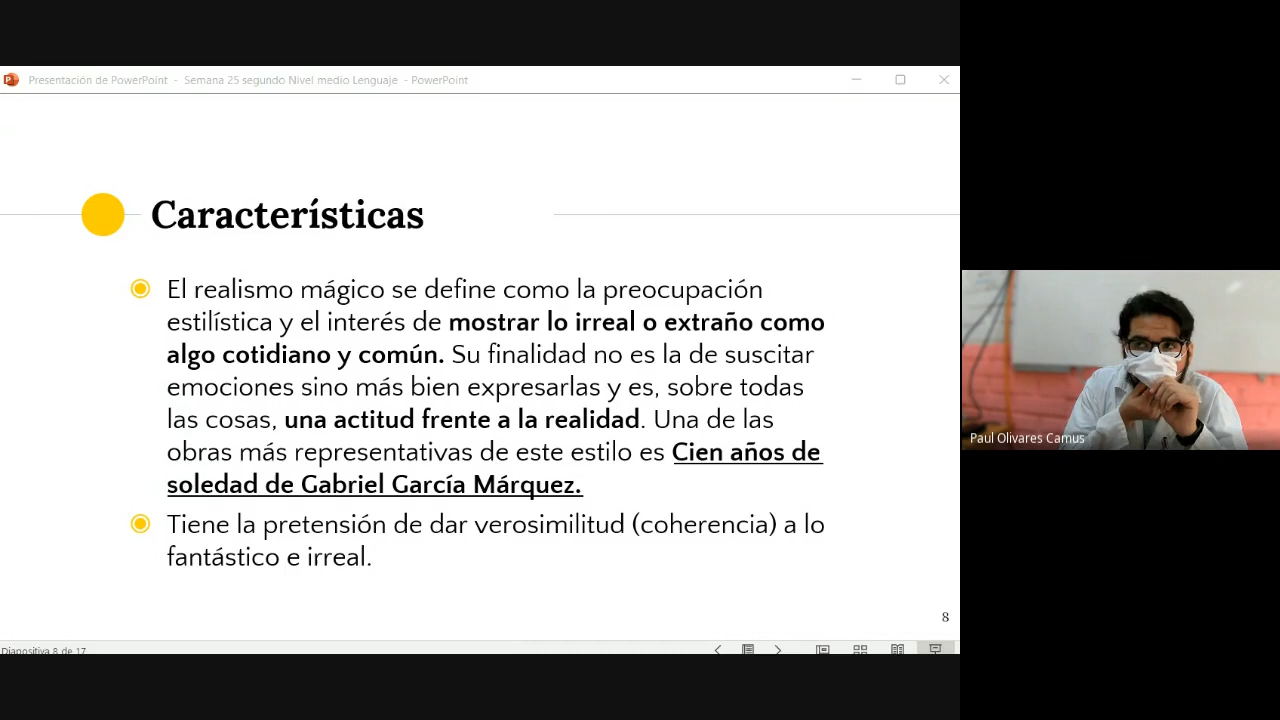 Presentación de PowerPoint - Semana 25 segundo Nivel medio Lenguaje - PowerPoint
Características
El realismo mágico se define como la preocupación
estilística y el interés de mostrar lo irreal o extraño como
algo cotidiano y común. Su finalidad no es la de suscitar
emociones sino más bien expresarlas y es, sobre todas
las cosas, una actitud frente a la realidad. Una de las
obras más representativas de este estilo es Cien años de
soledad de Gabriel García Márquez.
Tiene la pretensión de dar verosimilitud (coherencia) a lo
fantástico e irreal.
8
Diapositiva 8 de 17
Paul Olivares Camus